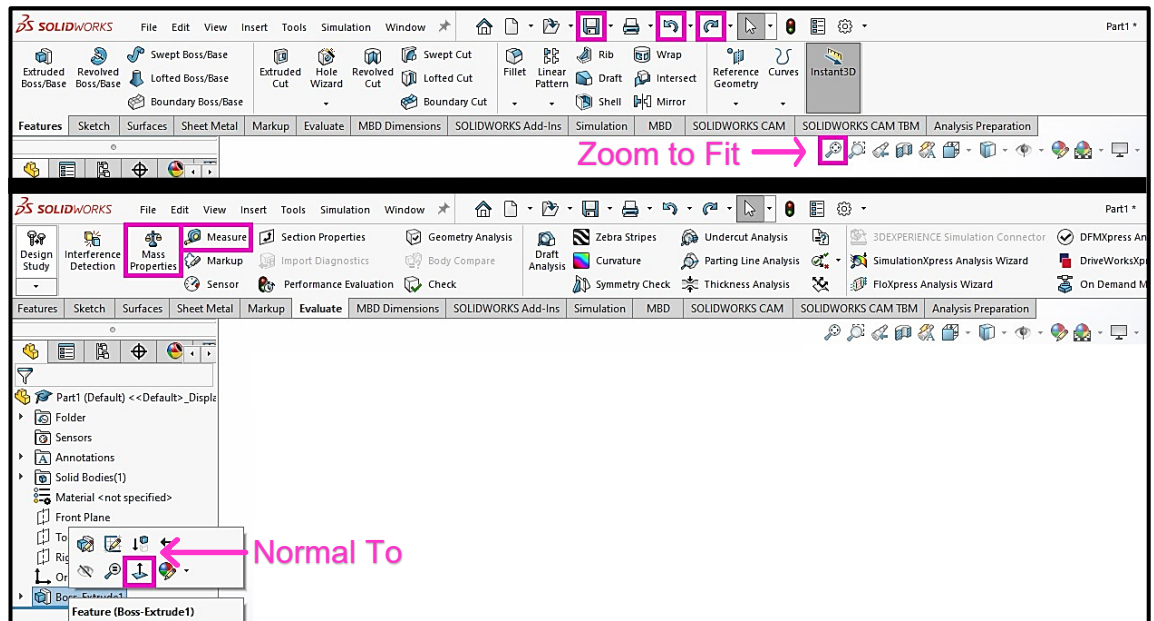 SOLIDWORKS File Edit View Insert Tools Simulation Window Part1 *
Extruded Boss/Base
Revolved Boss/Base
Swept Boss/Base
Lofted Boss/Base
Boundary Boss/Base
Extruded Cut
Hole Wizard
Revolved Cut
Swept Cut
Lofted Cut
Boundary Cut
Fillet
Linear Pattern
Rib
Draft
Shell
Wrap
Intersect
Mirror
Reference Geometry
Curves
Instant3D
Features Sketch Surfaces Sheet Metal Markup Evaluate MBD Dimensions SOLIDWORKS Add-Ins Simulation MBD SOLIDWORKS CAM SOLIDWORKS CAM TBM Analysis Preparation
Zoom to Fit
SOLIDWORKS File Edit View Insert Tools Simulation Window Part1 *
Design Study
Interference Detection
Mass Properties
Measure
Markup
Sensor
Section Properties
Import Diagnostics
Performance Evaluation
Geometry Analysis
Body Compare
Check
Draft Analysis
Zebra Stripes
Curvature
Symmetry Check
Undercut Analysis
Parting Line Analysis
Thickness Analysis
3DEXPERIENCE Simulation Connector
SimulationXpress Analysis Wizard
FloXpress Analysis Wizard
DFMXpress An
DriveWorksXp
On Demand M
Features Sketch Surfaces Sheet Metal Markup Evaluate MBD Dimensions SOLIDWORKS Add-Ins Simulation MBD SOLIDWORKS CAM SOLIDWORKS CAM TBM Analysis Preparation
Part1 (Default) <<Default>_Displa
Folder
Sensors
Annotations
Solid Bodies(1)
Material <not specified>
Front Plane
To
Rig
Or
Normal To
Boss-Extrude1
Feature (Boss-Extrude1)